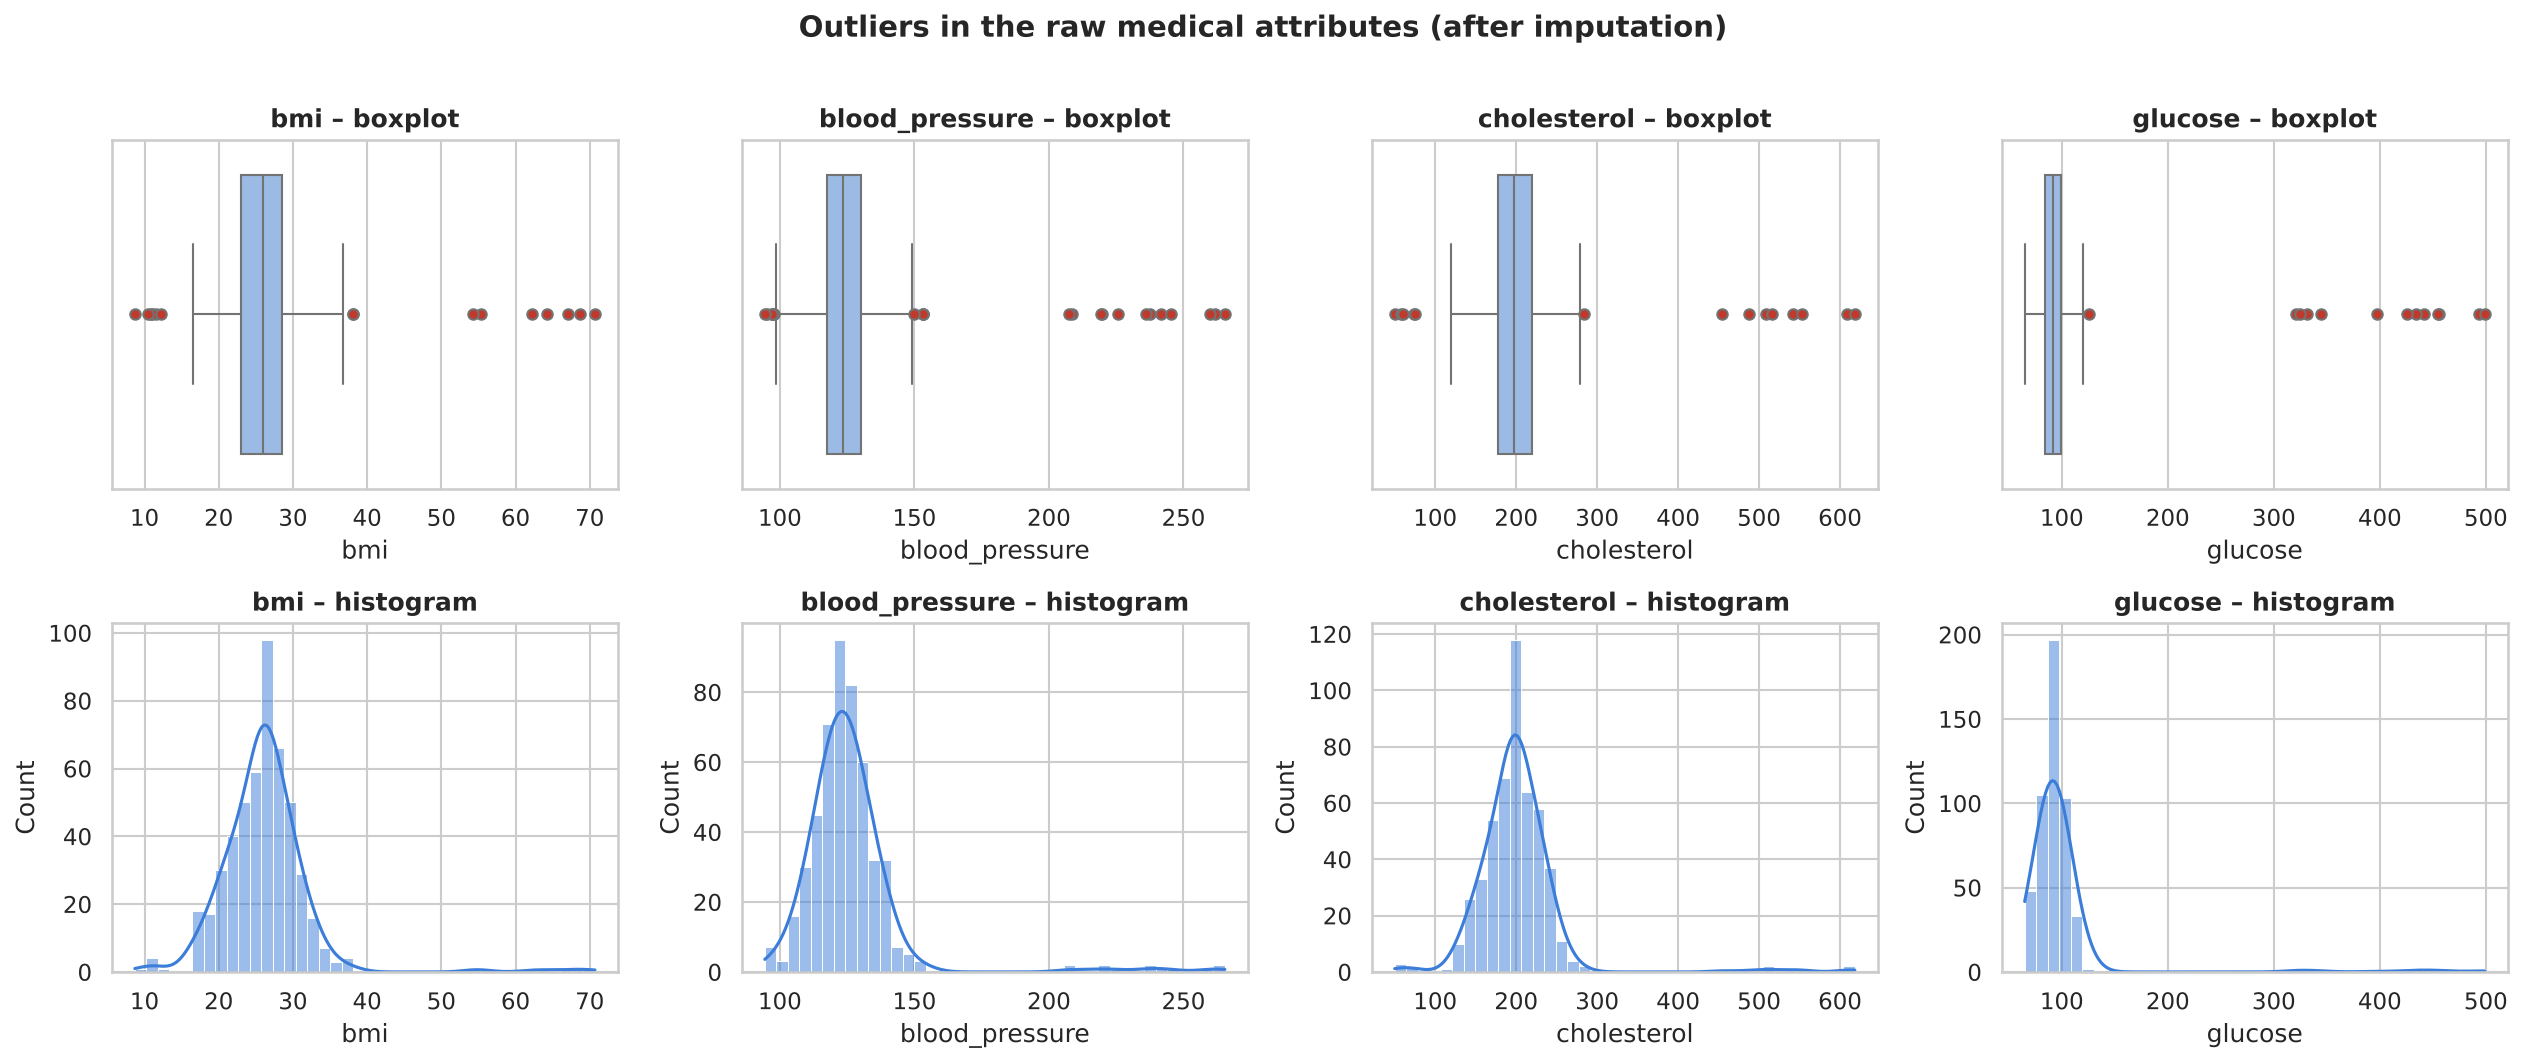 Outliers in the raw medical attributes (after imputation)
bmi – boxplot
10 20 30 40 50 60 70
bmi
blood_pressure – boxplot
100 150 200 250
blood_pressure
cholesterol – boxplot
100 200 300 400 500 600
cholesterol
glucose – boxplot
100 200 300 400 500
glucose
bmi – histogram
100
80
60
40
20
0
Count
10 20 30 40 50 60 70
bmi
blood_pressure – histogram
80
60
40
20
0
Count
100 150 200 250
blood_pressure
cholesterol – histogram
120
100
80
60
40
20
0
Count
100 200 300 400 500 600
cholesterol
glucose – histogram
200
150
100
50
0
Count
100 200 300 400 500
glucose